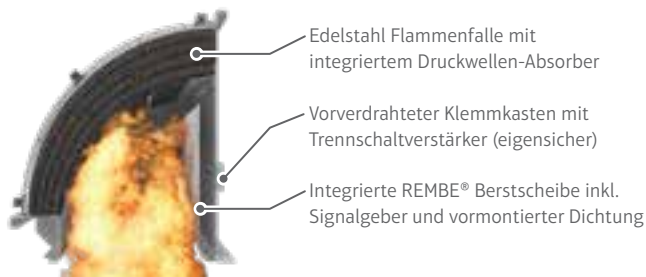 Edelstahl Flammenfalle mit
integriertem Druckwellen-Absorber
Vorverdrahteter Klemmkasten mit
Trennschaltverstärker (eigensicher)
Integrierte REMBE® Berstscheibe inkl.
Signalgeber und vormontierter Dichtung